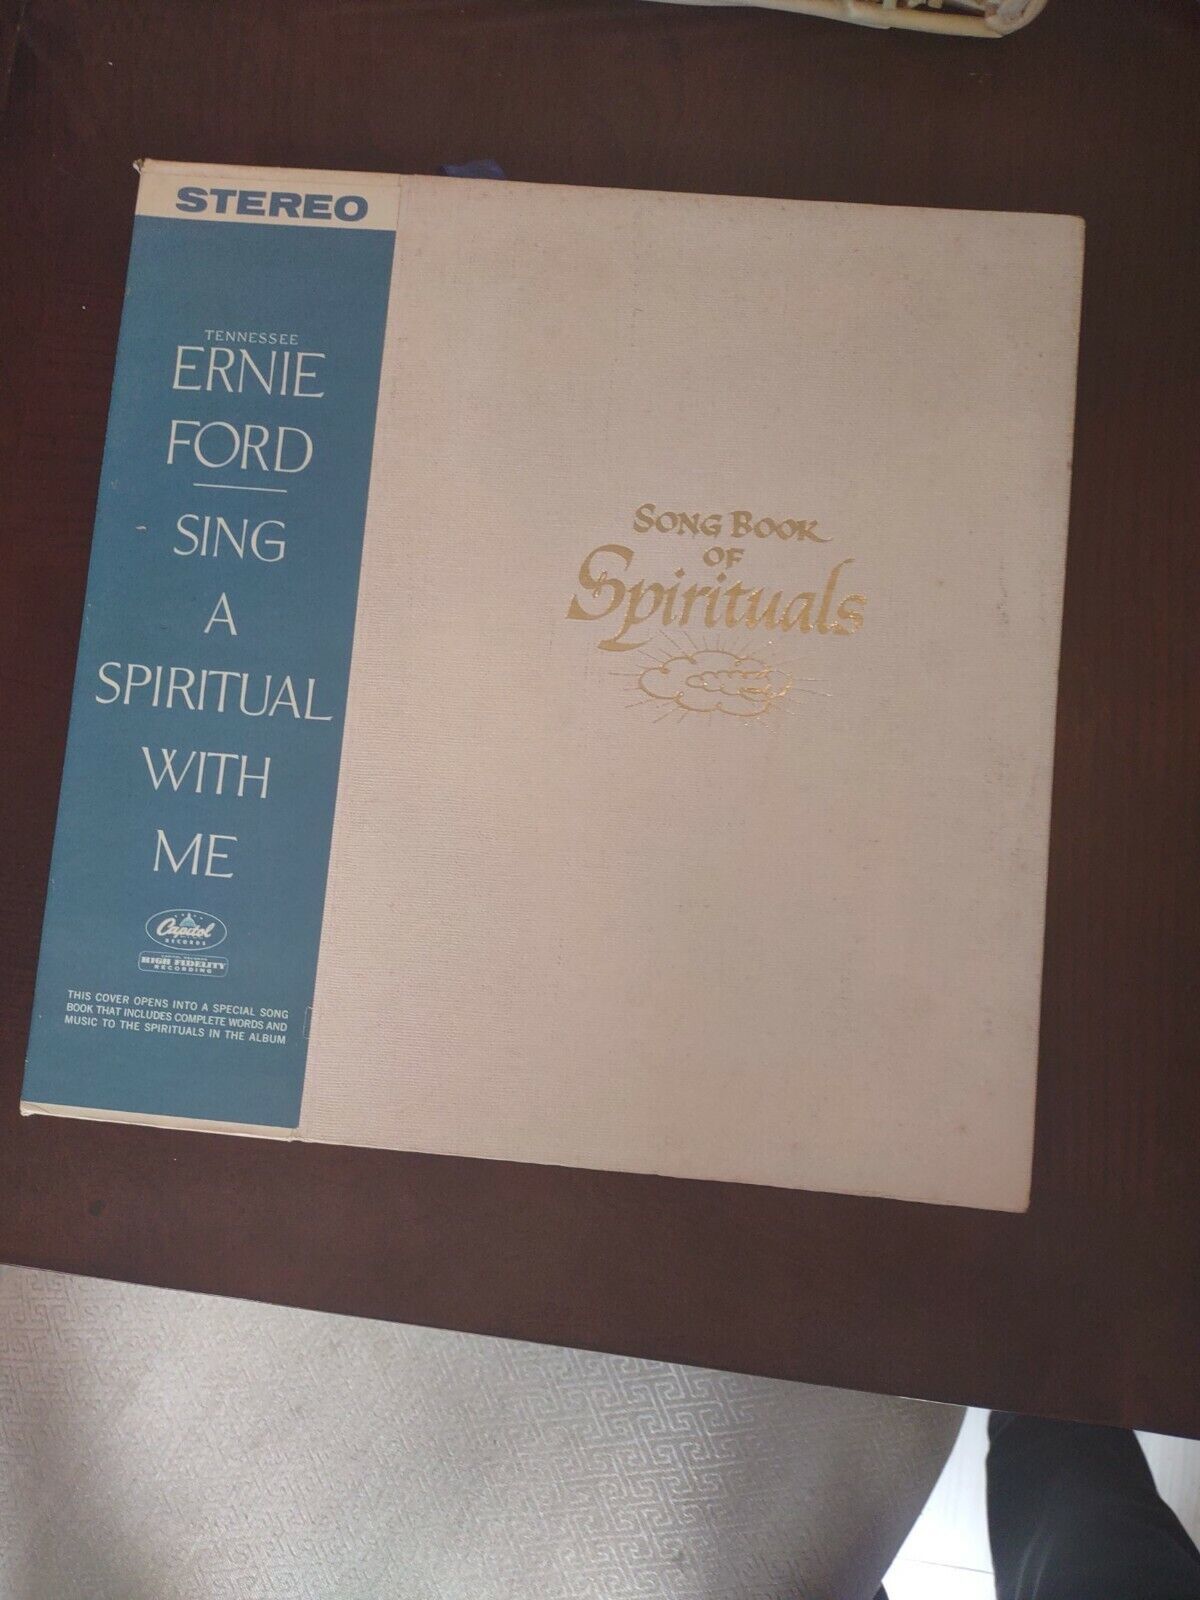 STEREO
TENNESSEE
ERNIE
FORD
SING
A
SPIRITUAL
WITH
ME
Capitol
RECORDS
HIGH FIDELITY
RECORDING
THIS COVER OPENS INTO A SPECIAL SONG
BOOK THAT INCLUDES COMPLETE WORDS AND
MUSIC TO THE SPIRITUALS IN THE ALBUM
SONG BOOK
OF
Spirituals